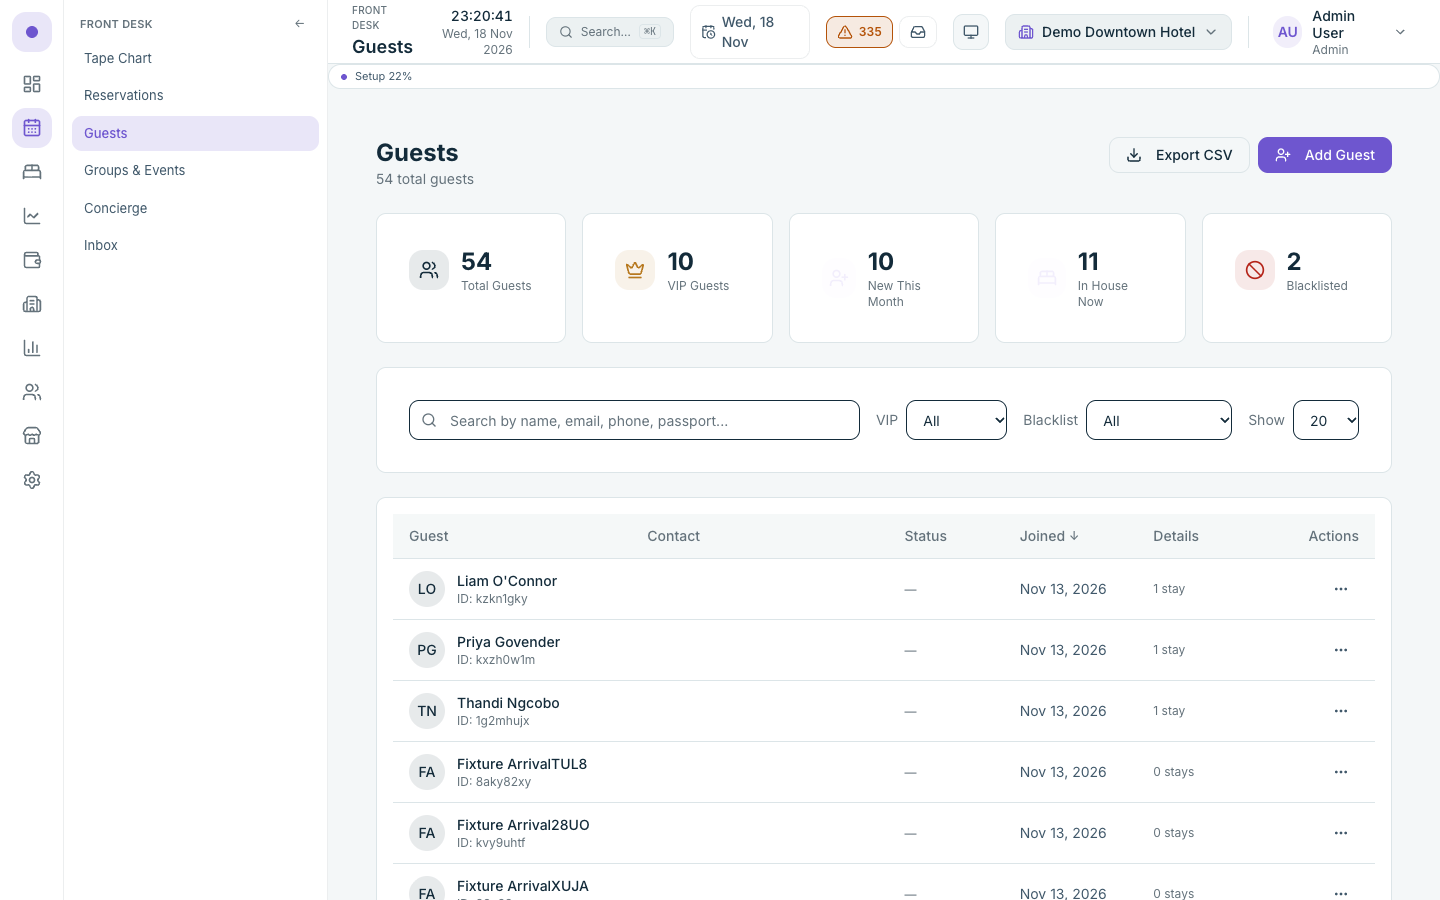 FRONT DESK
Tape Chart
Reservations
Guests
Groups & Events
Concierge
Inbox
FRONT
DESK
Guests
23:20:41
Wed, 18 Nov
2026
Search...
⌘K
Wed, 18
Nov
335
Demo Downtown Hotel
AU
Admin
User
Admin
Setup 22%
Guests
54 total guests
Export CSV
Add Guest
54
Total Guests
10
VIP Guests
10
New This
Month
11
In House
Now
2
Blacklisted
Search by name, email, phone, passport...
VIP
All
Blacklist
All
Show
20
Guest Contact Status Joined ↓ Details Actions
LO
Liam O'Connor
ID: kzkn1gky
— Nov 13, 2026 1 stay
PG
Priya Govender
ID: kxzh0w1m
— Nov 13, 2026 1 stay
TN
Thandi Ngcobo
ID: 1g2mhujx
— Nov 13, 2026 1 stay
FA
Fixture ArrivalTUL8
ID: 8aky82xy
— Nov 13, 2026 0 stays
FA
Fixture Arrival28UO
ID: kvy9uhtf
— Nov 13, 2026 0 stays
FA
Fixture ArrivalXUJA
— Nov 13, 2026 0 stays